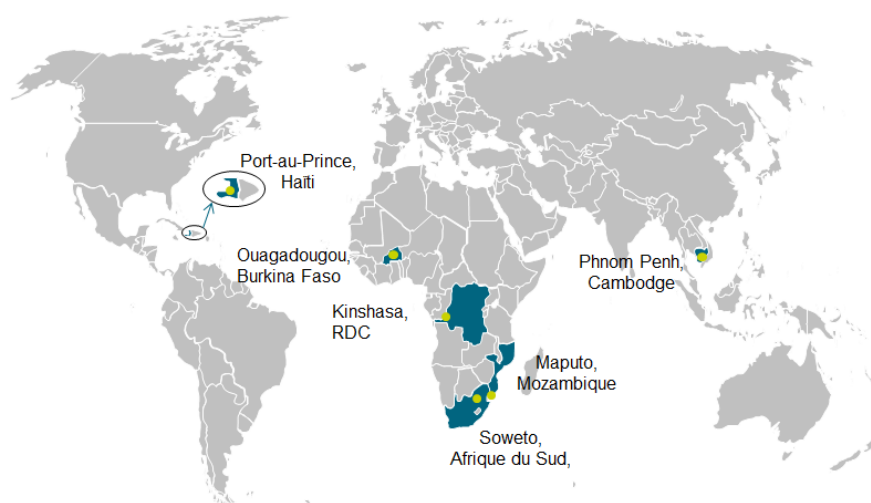 Port-au-Prince,
Haïti
Ouagadougou,
Burkina Faso
Phnom Penh,
Cambodge
Kinshasa,
RDC
Maputo,
Mozambique
Soweto,
Afrique du Sud,